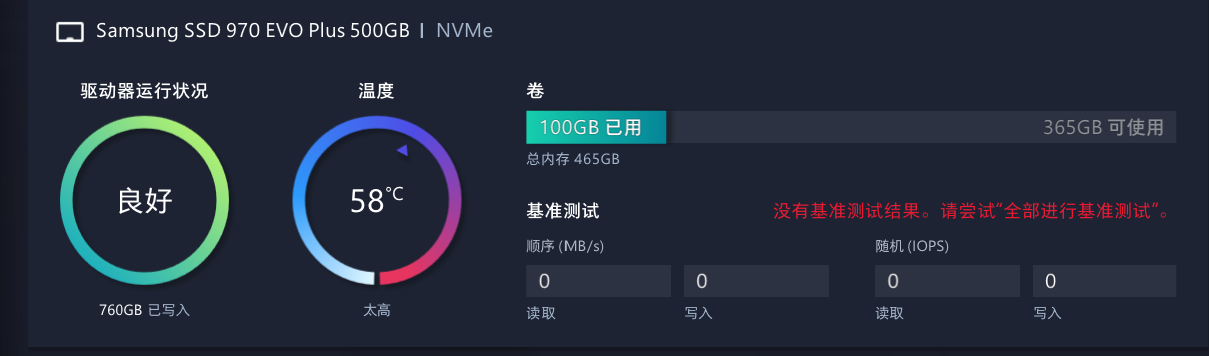 Samsung SSD 970 EVO Plus 500GB | NVMe
驱动器运行状况
温度
卷
良好
58°C
100GB 已用
365GB 可使用
总内存 465GB
基准测试
没有基准测试结果。请尝试“全部进行基准测试”。
顺序 (MB/s)
随机 (IOPS)
0
0
0
0
760GB 已写入
太高
读取
写入
读取
写入